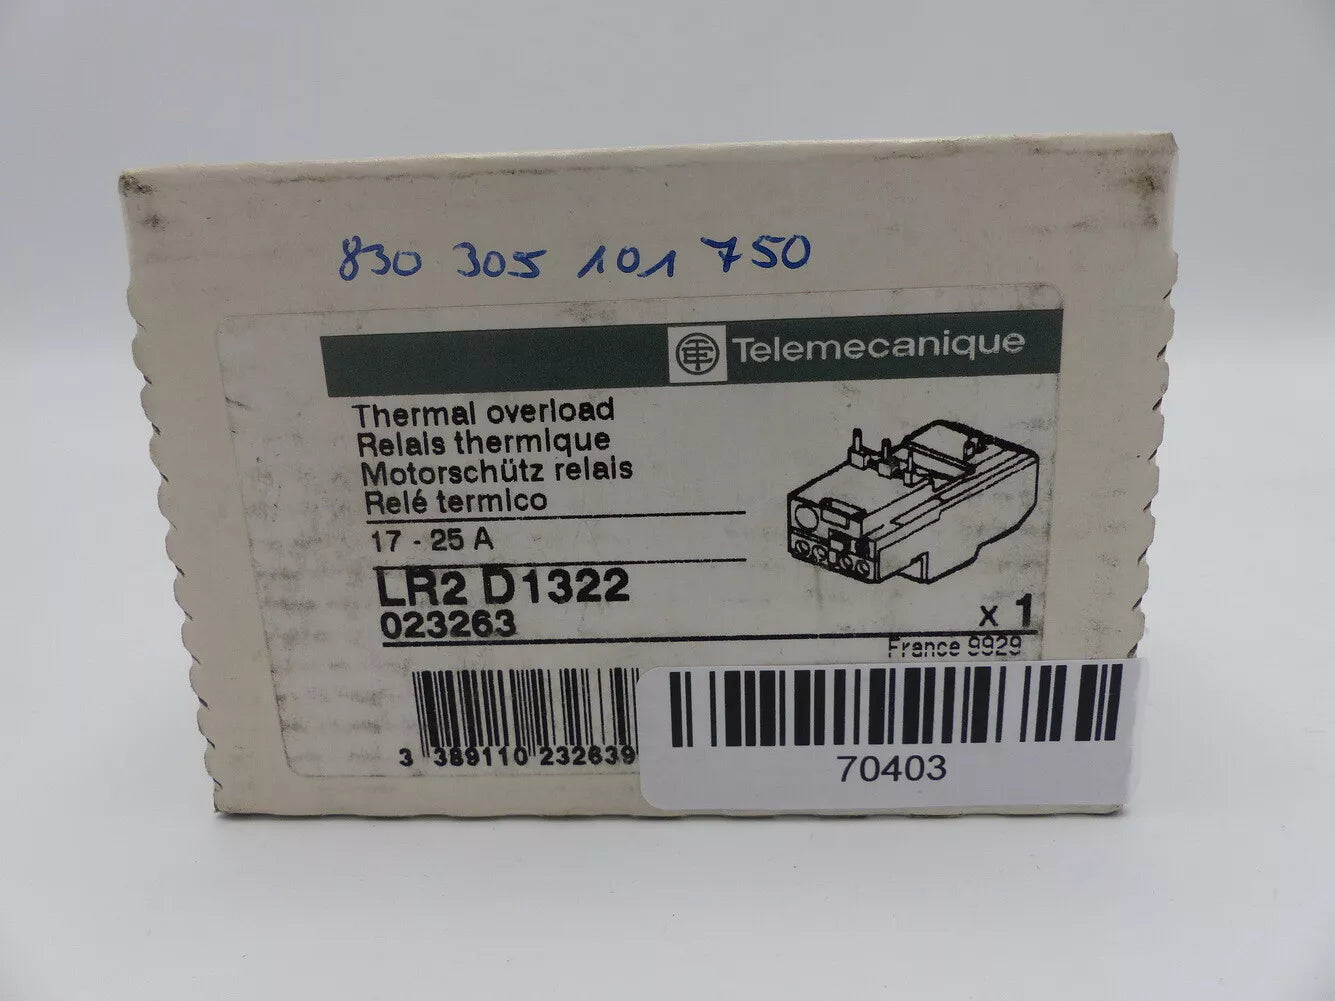 830 305 101 750
Telemecanique
Thermal overload
Relais thermique
Motorschütz relais
Relé termico
17 - 25 A
LR2 D1322
023263
x 1
France 9929
3 389110 232639
70403